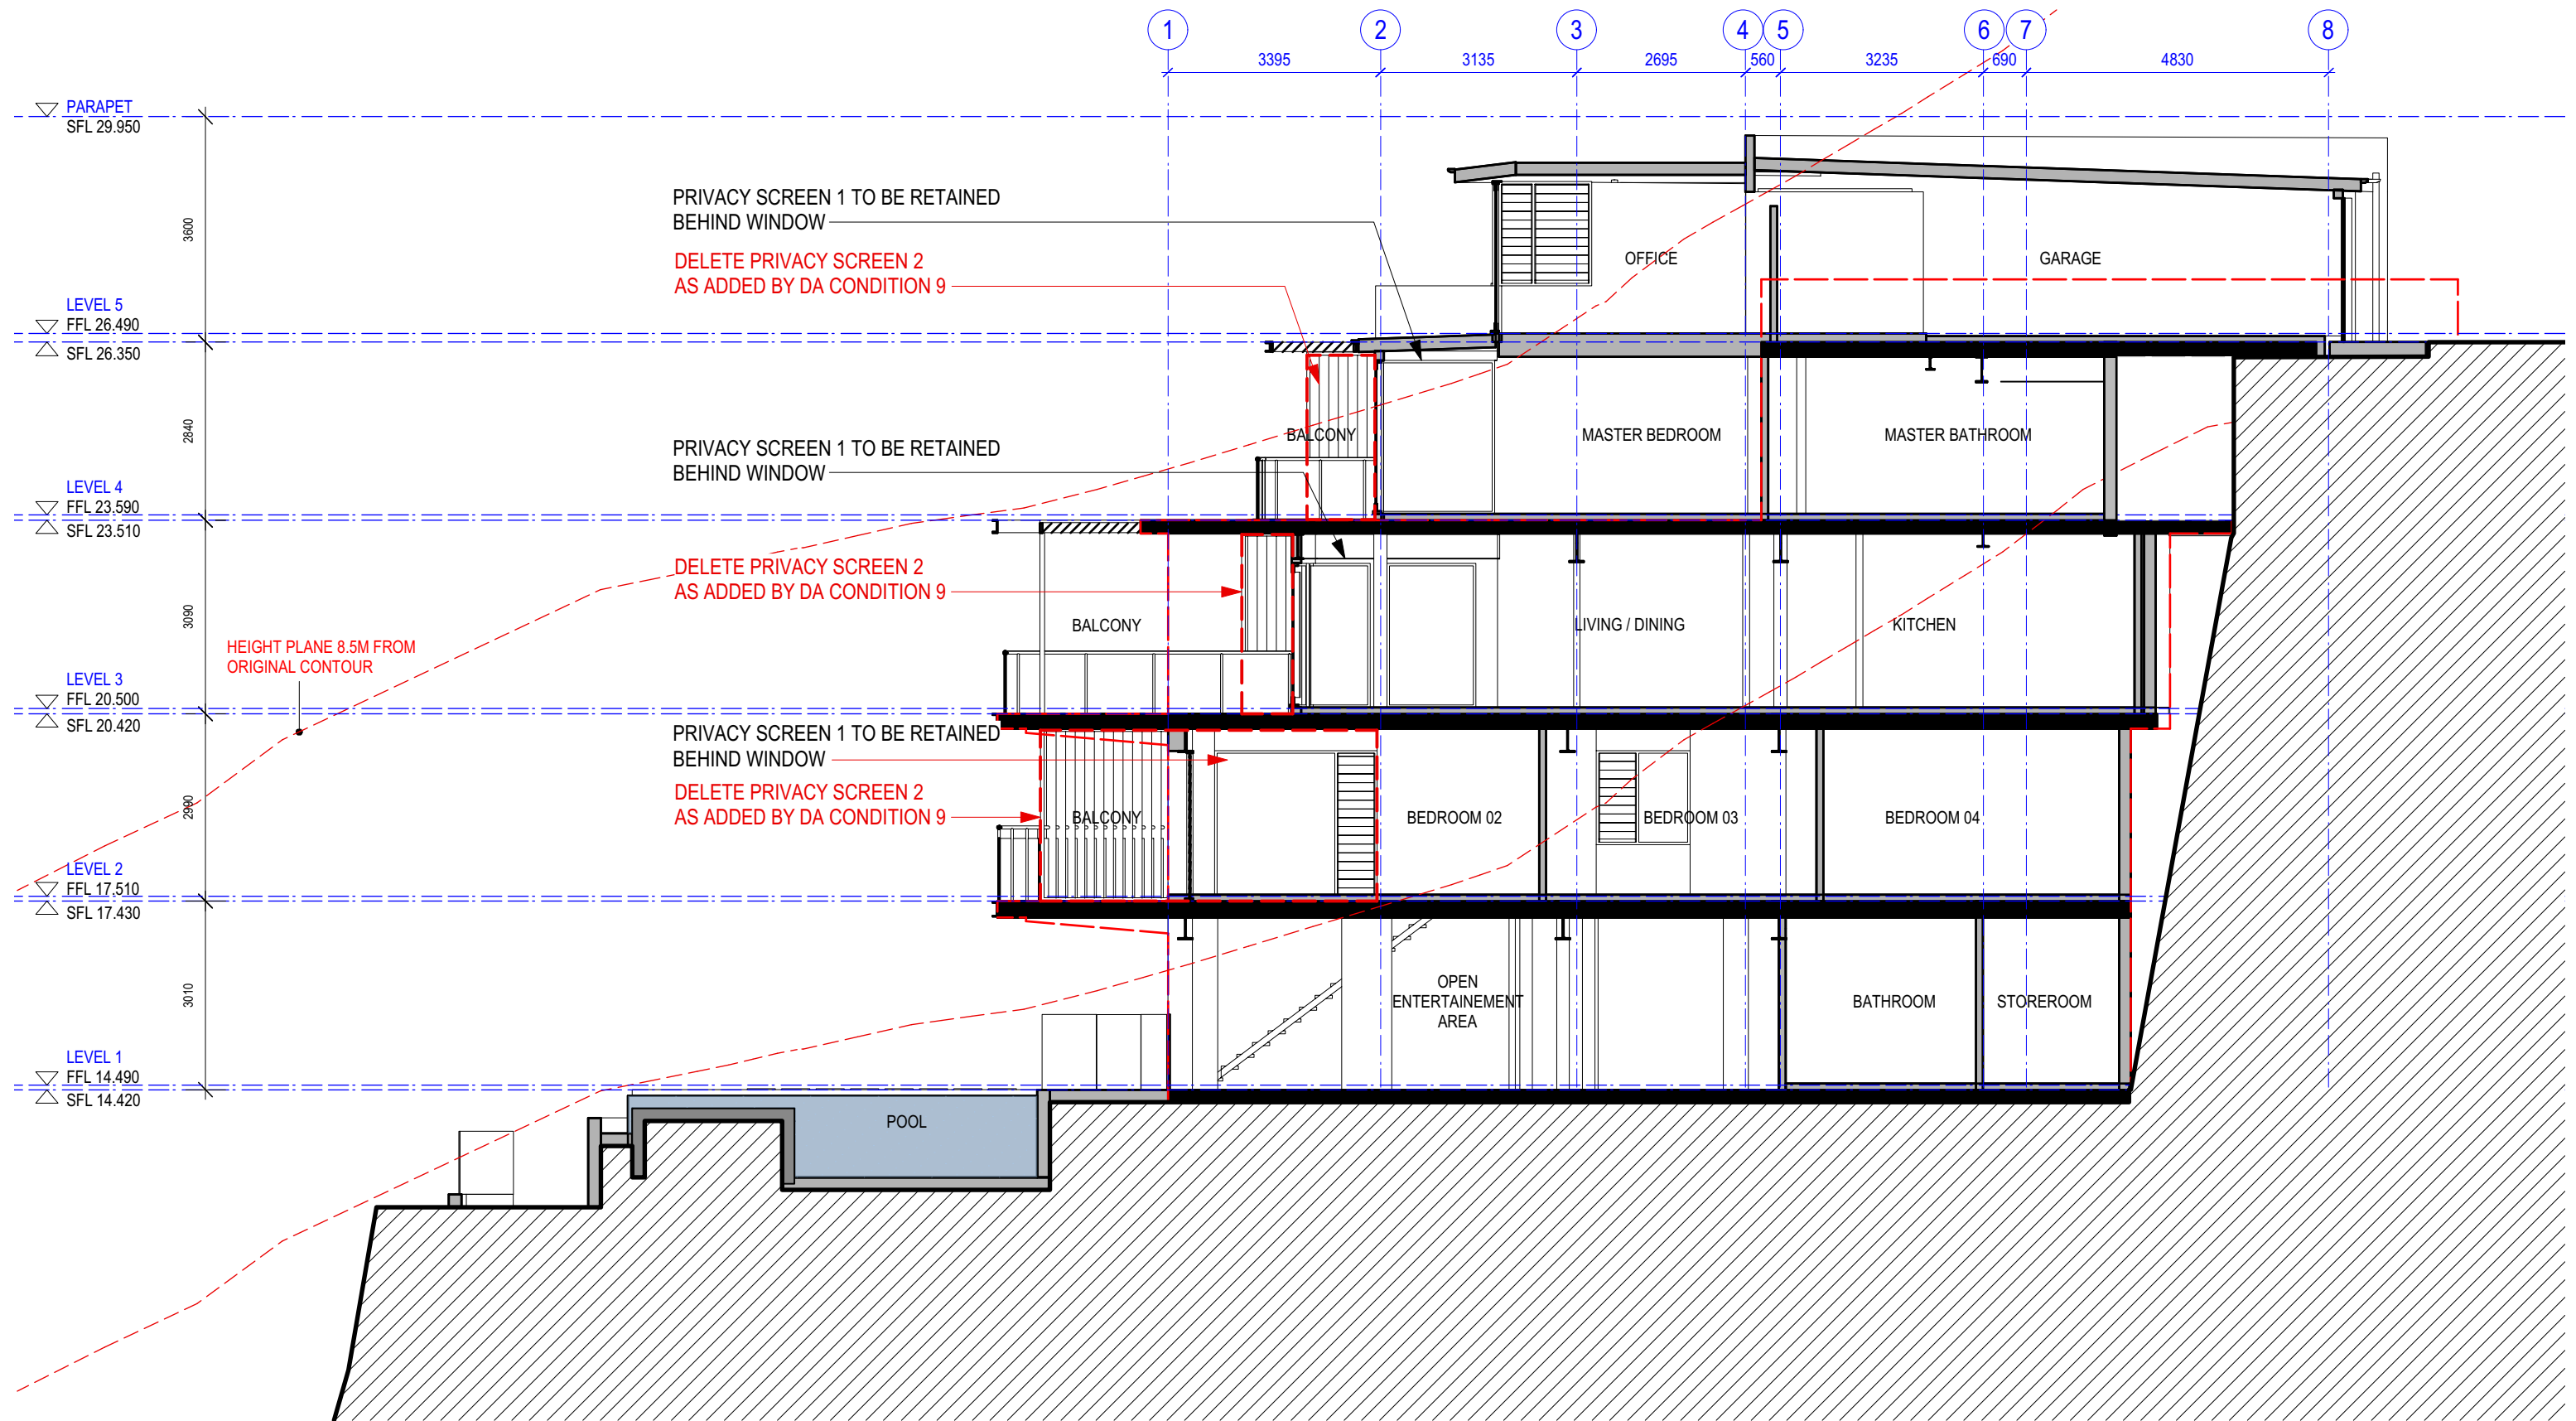 1 2 3 4 5 6 7 8
3395 3135 2695 560 3235 690 4830
PARAPET
SFL 29.950
3600
PRIVACY SCREEN 1 TO BE RETAINED
BEHIND WINDOW
DELETE PRIVACY SCREEN 2
AS ADDED BY DA CONDITION 9
OFFICE
GARAGE
LEVEL 5
FFL 26.490
SFL 26.350
2840
PRIVACY SCREEN 1 TO BE RETAINED
BEHIND WINDOW
BALCONY
MASTER BEDROOM
MASTER BATHROOM
LEVEL 4
FFL 23.590
SFL 23.510
3090
DELETE PRIVACY SCREEN 2
AS ADDED BY DA CONDITION 9
BALCONY
LIVING / DINING
KITCHEN
HEIGHT PLANE 8.5M FROM
ORIGINAL CONTOUR
LEVEL 3
FFL 20.500
SFL 20.420
2990
PRIVACY SCREEN 1 TO BE RETAINED
BEHIND WINDOW
DELETE PRIVACY SCREEN 2
AS ADDED BY DA CONDITION 9
BALCONY
BEDROOM 02
BEDROOM 03
BEDROOM 04
LEVEL 2
FFL 17.510
SFL 17.430
3010
OPEN
ENTERTAINEMENT
AREA
BATHROOM
STOREROOM
LEVEL 1
FFL 14.490
SFL 14.420
POOL